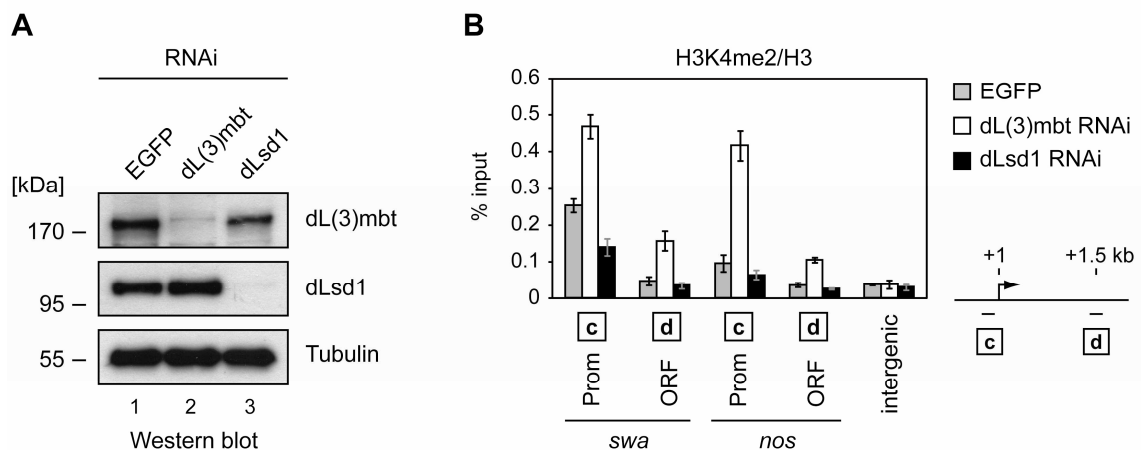 A
RNAi
EGFP
dL(3)mbt
dLsd1
[kDa]
170 –
dL(3)mbt
95 –
dLsd1
55 –
Tubulin
1 2 3
Western blot
B
H3K4me2/H3
% input
0.6
0.5
0.4
0.3
0.2
0.1
0
EGFP
dL(3)mbt RNAi
dLsd1 RNAi
c d c d
Prom
ORF
Prom
ORF
intergenic
swa
nos
+1 +1.5 kb
c d